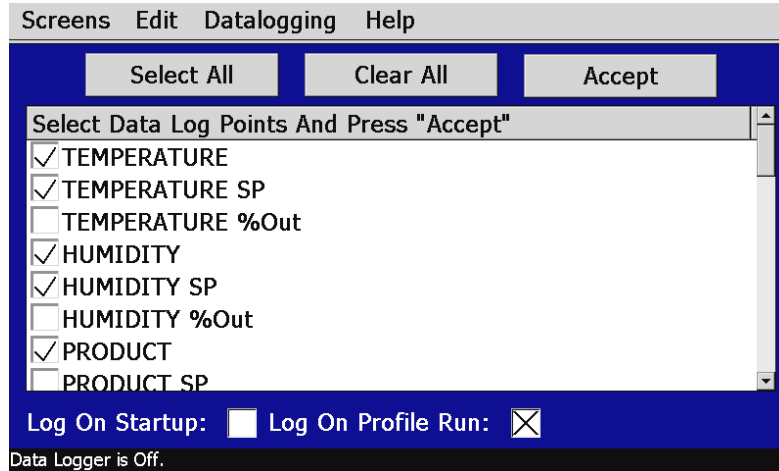 Screens Edit Datalogging Help
Select All Clear All Accept
Select Data Log Points And Press "Accept"
TEMPERATURE
TEMPERATURE SP
TEMPERATURE %Out
HUMIDITY
HUMIDITY SP
HUMIDITY %Out
PRODUCT
PRODUCT SP
Log On Startup: Log On Profile Run:
Data Logger is Off.